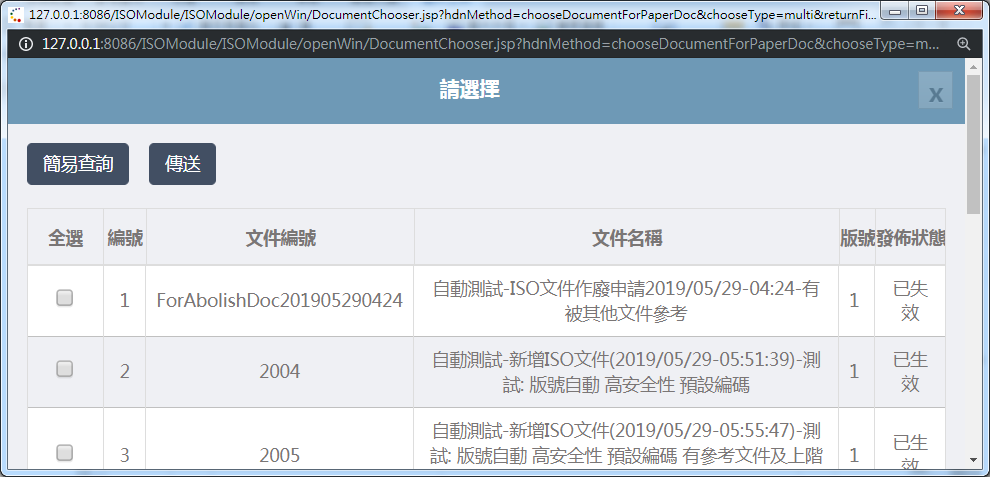 127.0.0.1:8086/ISOModule/ISOModule/openWin/DocumentChooser.jsp?hdnMethod=chooseDocumentForPaperDoc&chooseType=multi&returnFi...
127.0.0.1:8086/ISOModule/ISOModule/openWin/DocumentChooser.jsp?hdnMethod=chooseDocumentForPaperDoc&chooseType=m...
請選擇
x
簡易查詢 傳送
全選 編號 文件編號 文件名稱 版號 發佈狀態
1 ForAbolishDoc201905290424 自動測試-ISO文件作廢申請2019/05/29-04:24-有
被其他文件參考 1 已失
效
2 2004 自動測試-新增ISO文件(2019/05/29-05:51:39)-測
試: 版號自動 高安全性 預設編碼 1 已生
效
3 2005 自動測試-新增ISO文件(2019/05/29-05:55:47)-測
試: 版號自動 高安全性 預設編碼 有參考文件及上階 1 已生
效